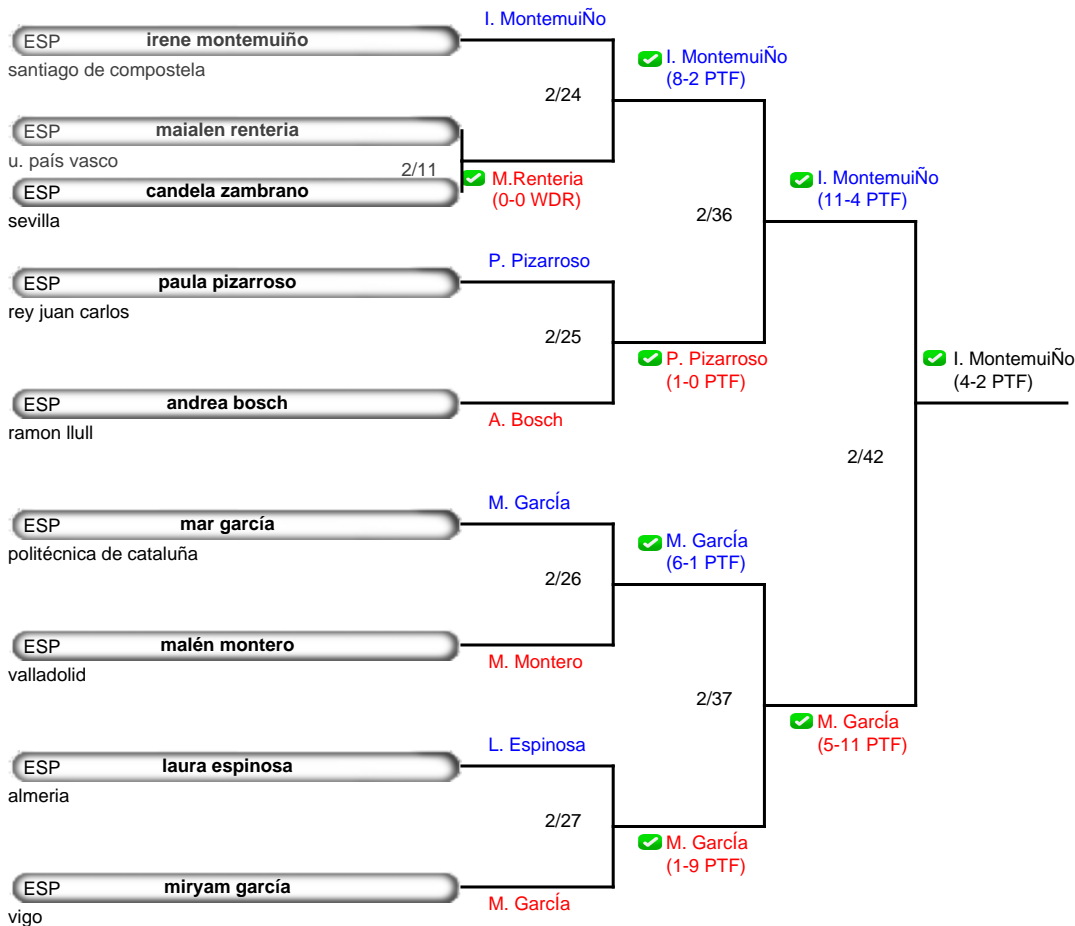 I. MontemuiÑo
ESP irene montemuiño
santiago de compostela
I. MontemuiÑo
(8-2 PTF)
2/24
ESP maialen renteria
u. país vasco
2/11
M.Renteria
(0-0 WDR)
ESP candela zambrano
sevilla
I. MontemuiÑo
(11-4 PTF)
2/36
P. Pizarroso
ESP paula pizarroso
rey juan carlos
2/25
P. Pizarroso
(1-0 PTF)
ESP andrea bosch
ramon llull
A. Bosch
I. MontemuiÑo
(4-2 PTF)
2/42
M. GarcÍa
ESP mar garcía
politécnica de cataluña
M. GarcÍa
(6-1 PTF)
2/26
ESP malén montero
valladolid
M. Montero
2/37
M. GarcÍa
(5-11 PTF)
L. Espinosa
ESP laura espinosa
almeria
2/27
M. GarcÍa
(1-9 PTF)
ESP miryam garcía
vigo
M. GarcÍa